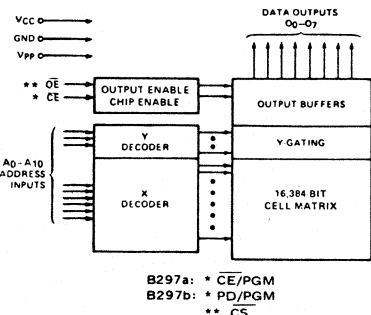 VCC
GND
VPP
** OE
* CE
OUTPUT ENABLE
CHIP ENABLE
DATA OUTPUTS
O0-O7
OUTPUT BUFFERS
A0-A10
ADDRESS
INPUTS
Y
DECODER
Y-GATING
X
DECODER
16,384 BIT
CELL MATRIX
B297a: * CE/PGM
B297b: * PD/PGM
** CS